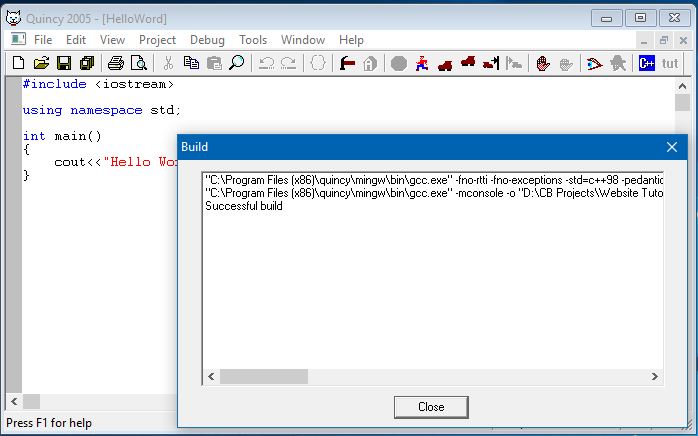 Quincy 2005 - [HelloWord]
File Edit View Project Debug Tools Window Help
C++ tut
#include <iostream>
using namespace std;
int main()
{
cout<<"Hello Wor
}
Build
"C:\Program Files (x86)\quincy\mingw\bin\gcc.exe" -fno-rtti -fno-exceptions -std=c++98 -pedantic
"C:\Program Files (x86)\quincy\mingw\bin\gcc.exe" -mconsole -o "D:\CB Projects\Website Tuto
Successful build
Close
Press F1 for help